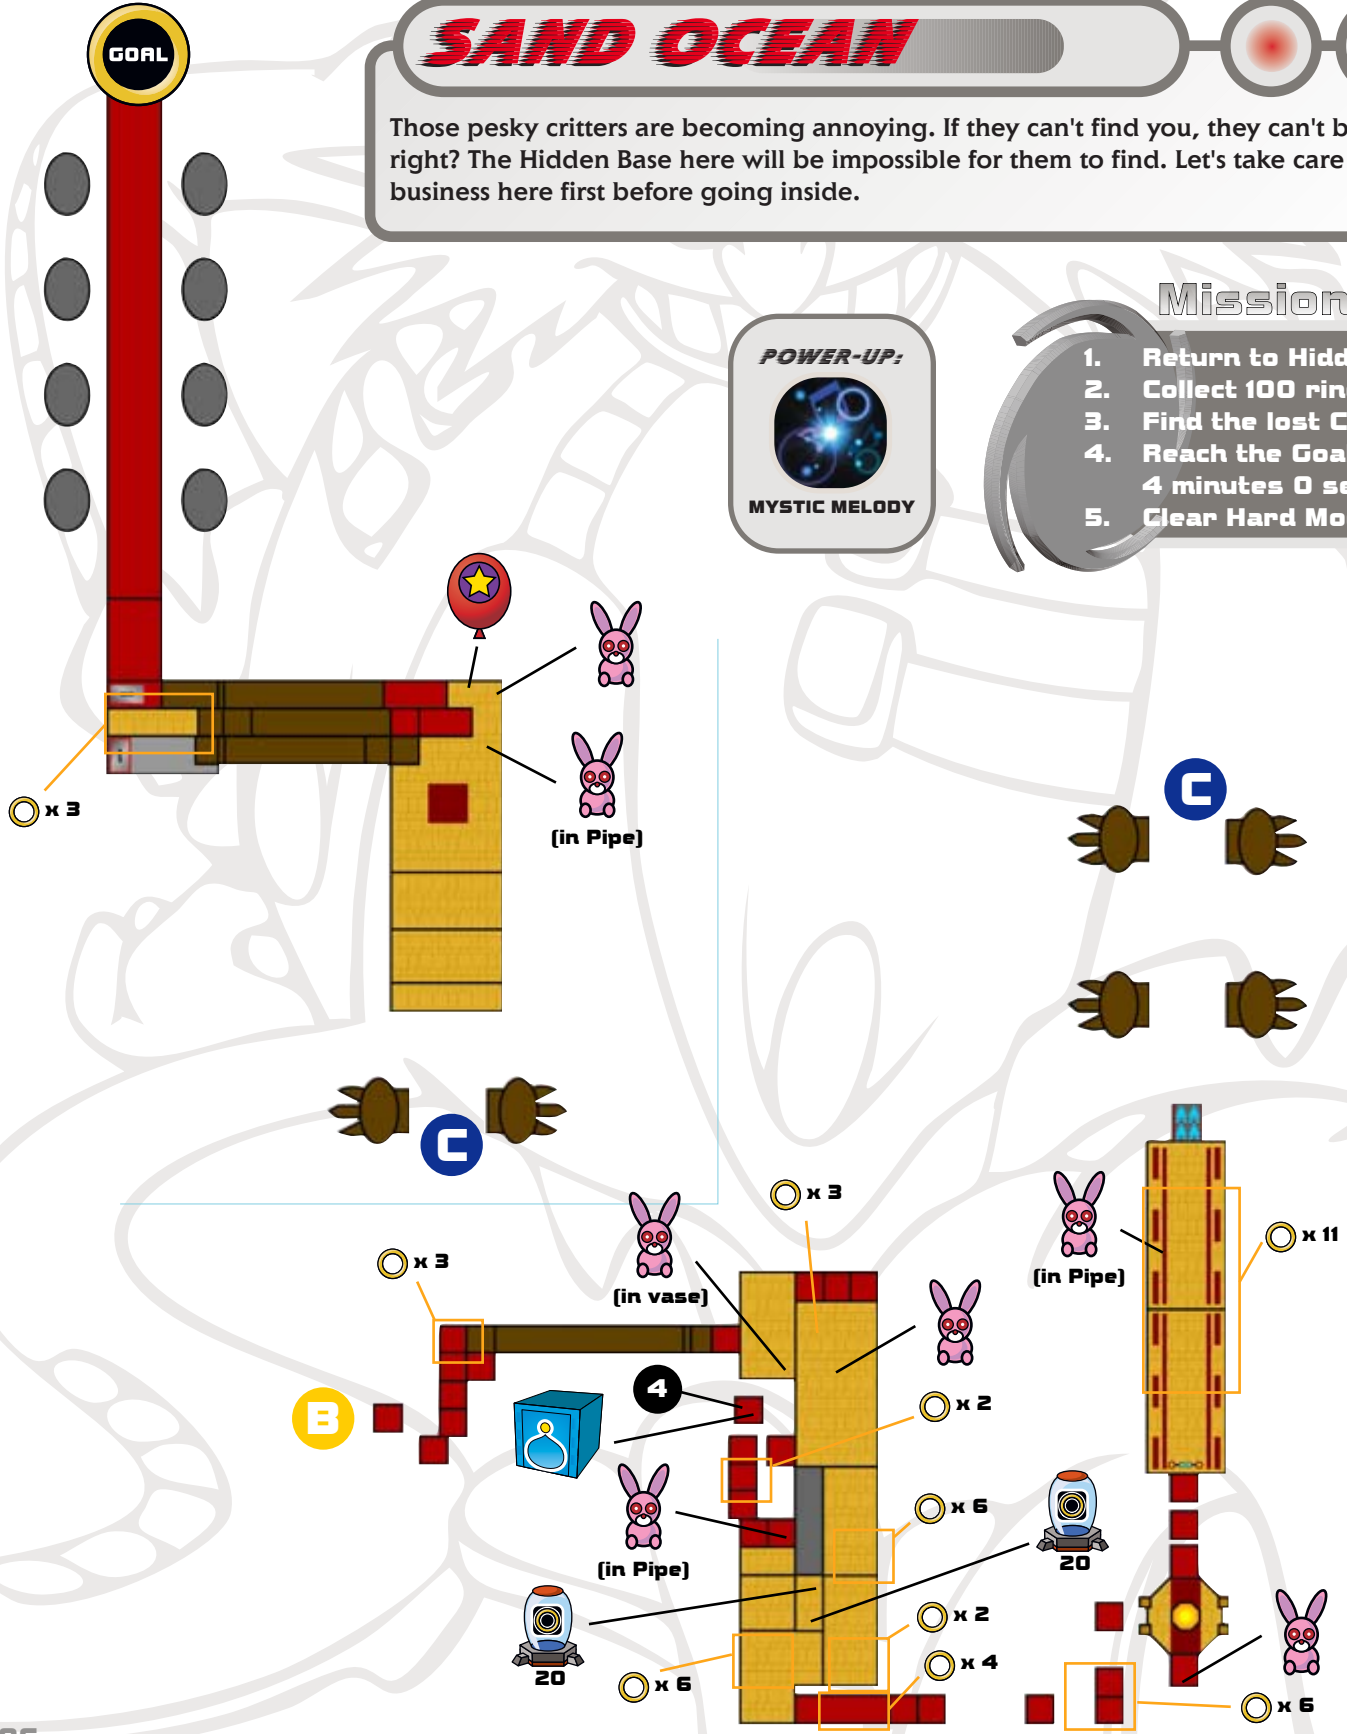 GOAL
SAND OCEAN
Those pesky critters are becoming annoying. If they can't find you, they can't b
right? The Hidden Base here will be impossible for them to find. Let's take care
business here first before going inside.
Mission
POWER-UP:
MYSTIC MELODY
1. Return to Hidd
2. Collect 100 rin
3. Find the lost C
4. Reach the Goa
4 minutes 0 se
5. Clear Hard Mo
x 3
(in Pipe)
C
C
x 3
x 3
(in vase)
(in Pipe)
x 11
4
B
x 2
x 6
(in Pipe)
20
20
x 2
x 4
x 6
x 6